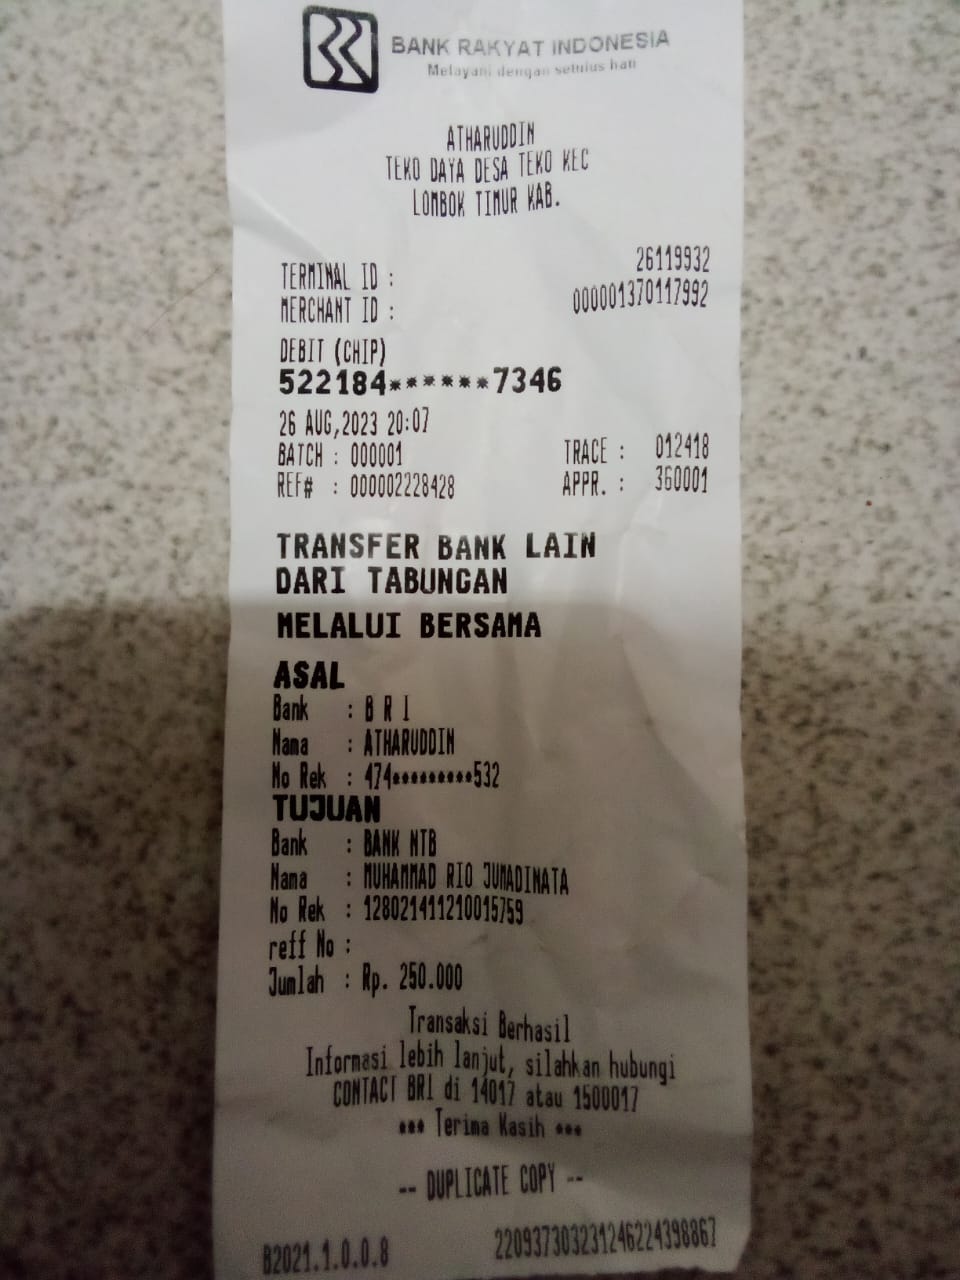 BANK RAKYAT INDONESIA
Melayani dengan setulus hati
ATHARUDDIN
TEKO DAYA DESA TEKO KEC
LOMBOK TIMUR KAB.
TERMINAL ID : 26119932
MERCHANT ID : 000001370117992
DEBIT (CHIP)
522184******7346
26 AUG,2023 20:07
BATCH : 000001 TRACE : 012418
REF# : 000002228428 APPR. : 360001
TRANSFER BANK LAIN
DARI TABUNGAN
MELALUI BERSAMA
ASAL
Bank : B R I
Nama : ATHARUDDIN
No Rek : 474*********532
TUJUAN
Bank : BANK NTB
Nama : MUHAMMAD RIO JUMADINATA
No Rek : 128021411210015759
reff No :
Jumlah : Rp. 250.000
Transaksi Berhasil
Informasi lebih lanjut, silahkan hubungi
CONTACT BRI di 14017 atau 1500017
*** Terima Kasih ***
-- DUPLICATE COPY --
B2021.1.0.0.8 2209373032312462243988​67